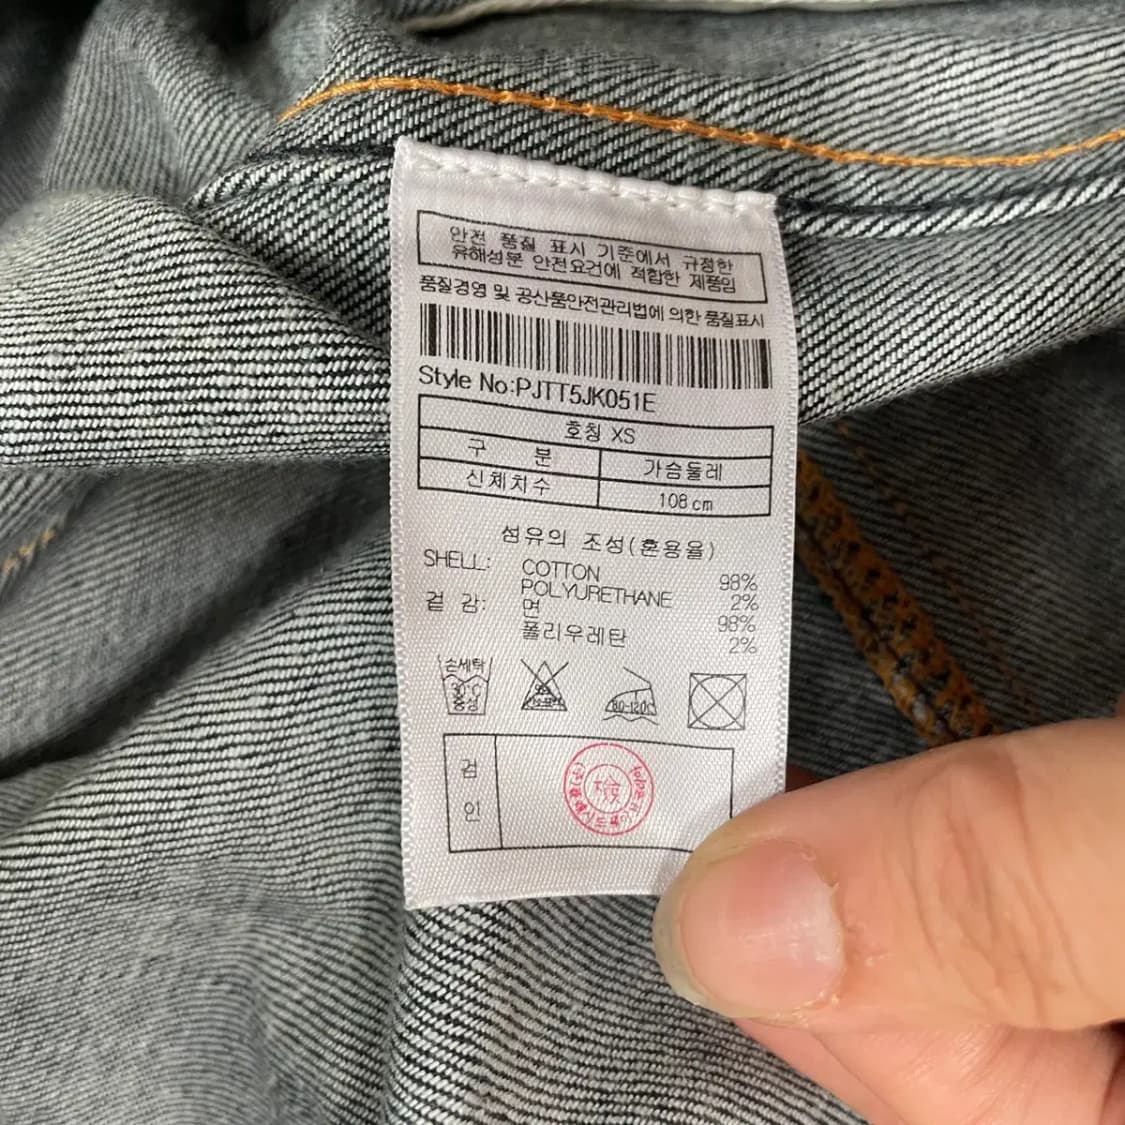 안전 품질 표시 기준에서 규정한
유해성분 안전요건에 적합한 제품임
품질경영 및 공산품안전관리법에 의한 품질표시
Style No:PJTT5JK051E
호칭 XS
구 분 가슴둘레
신체치수 108 cm
섬유의 조성(혼용율)
SHELL: COTTON 98%
POLYURETHANE 2%
겉 감: 면 98%
폴리우레탄 2%
손세탁
30°C
중성
80-120C
검
인